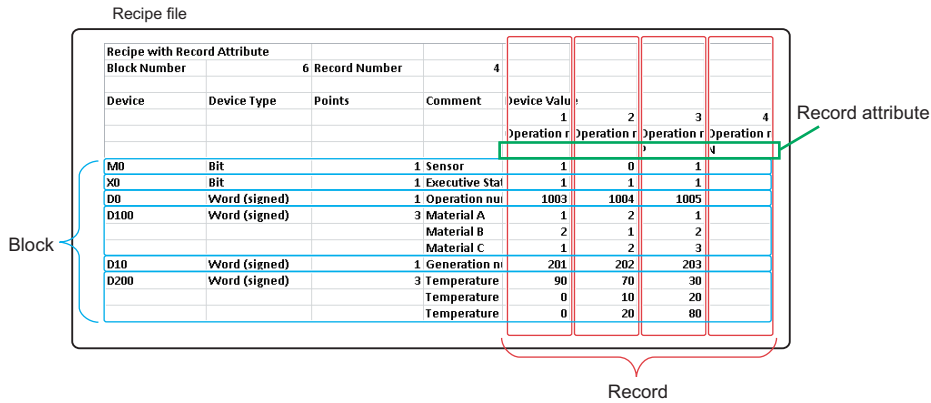 Recipe file
Recipe with Record Attribute
Block Number 6 Record Number 4
Device Device Type Points Comment Device Value
1 2 3 4
Operation r Operation r Operation r Operation r
P N
Record attribute
M0 Bit 1 Sensor 1 0 1
X0 Bit 1 Executive Stat 1 1 1
D0 Word (signed) 1 Operation nur 1003 1004 1005
D100 Word (signed) 3 Material A 1 2 1
Material B 2 1 2
Material C 1 2 3
D10 Word (signed) 1 Generation nu 201 202 203
D200 Word (signed) 3 Temperature 90 70 30
Temperature 0 10 20
Temperature 0 20 80
Block
Record